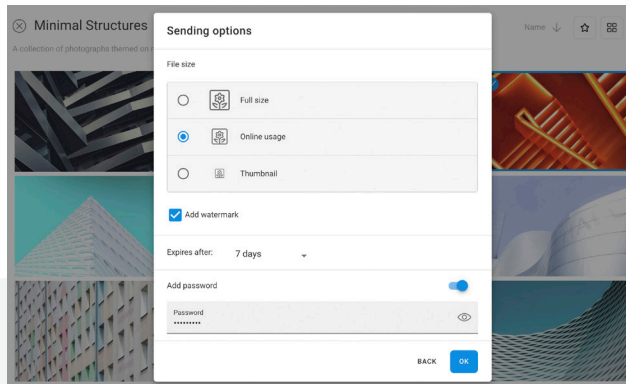 Minimal Structures
Name
A collection of photographs themed on
Sending options
File size
Full size
Online usage
Thumbnail
Add watermark
Expires after:
7 days
Add password
Password
•••••••••
BACK
OK